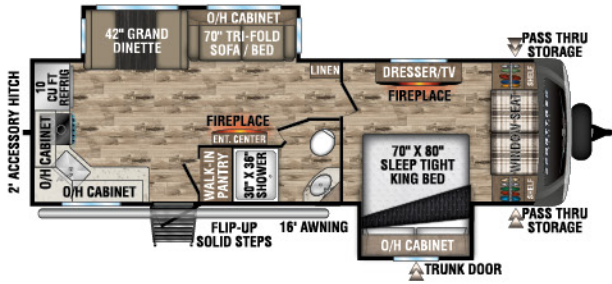 O/H CABINET
42" GRAND
DINETTE
70" TRI-FOLD
SOFA / BED
PASS THRU
STORAGE
2' ACCESSORY HITCH
10
CU FT
REFRIG
LINEN
DRESSER/TV
FIREPLACE
SHELF
FIREPLACE
ENT. CENTER
WINDOW SEAT
O/H CABINET
WALK-IN
PANTRY
30" X 36"
SHOWER
70" X 80"
SLEEP TIGHT
KING BED
O/H CABINET
SHELF
O/H CABINET
FLIP-UP
SOLID STEPS
16' AWNING
PASS THRU
STORAGE
TRUNK DOOR